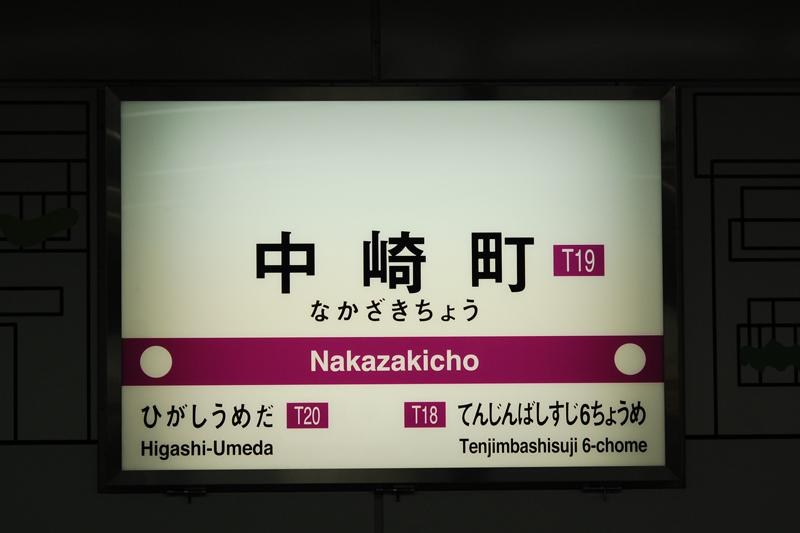 中崎町 T19
なかざきちょう
Nakazakicho
ひがしうめだ T20 T18 てんじんばしすじ6ちょうめ
Higashi-Umeda Tenjimbashisuji 6-chome